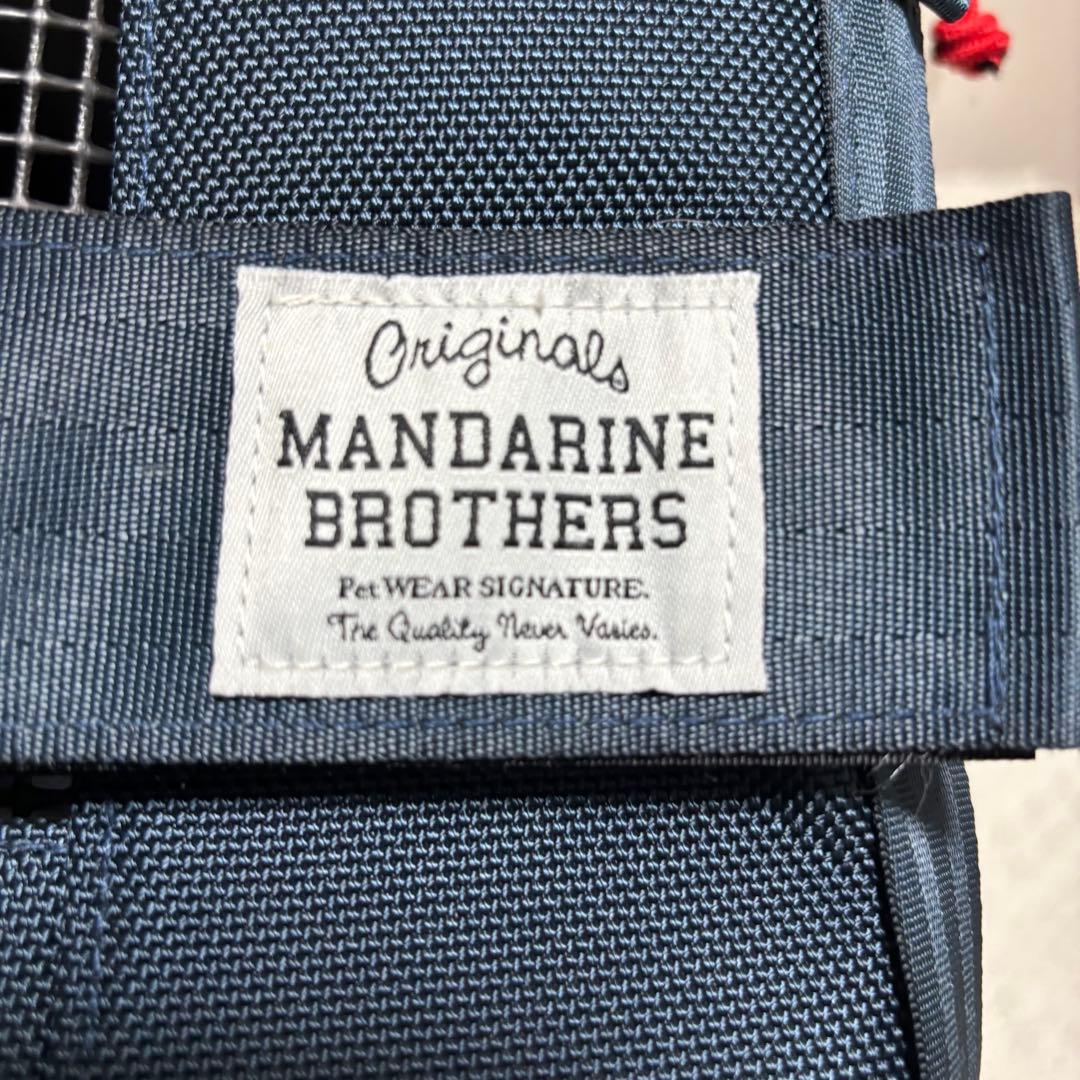 Originals
MANDARINE
BROTHERS
Pet WEAR SIGNATURE.
The Quality Never Varies.